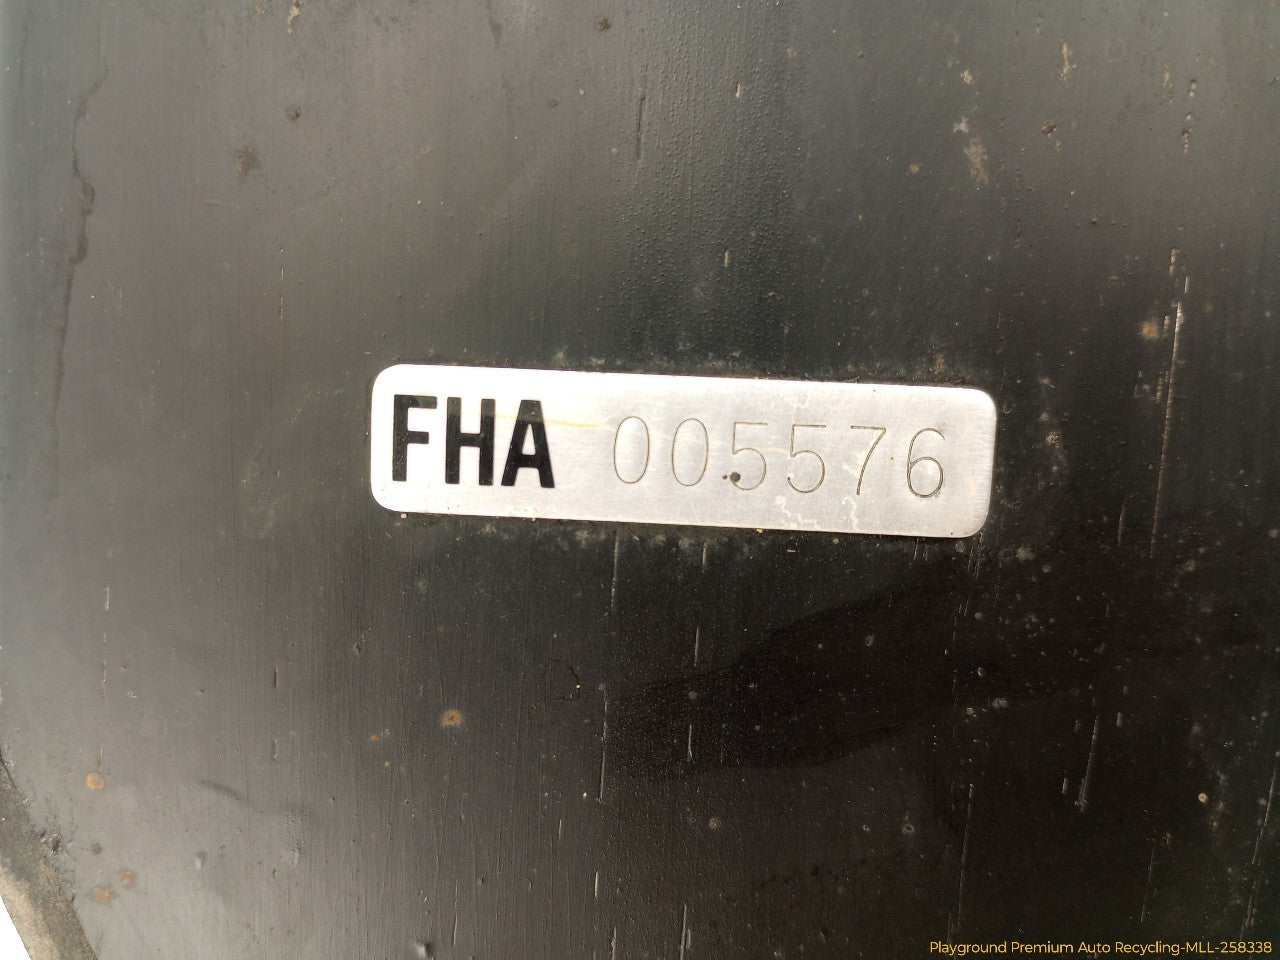 FHA 005576
Playground Premium Auto Recycling-MLL-258338